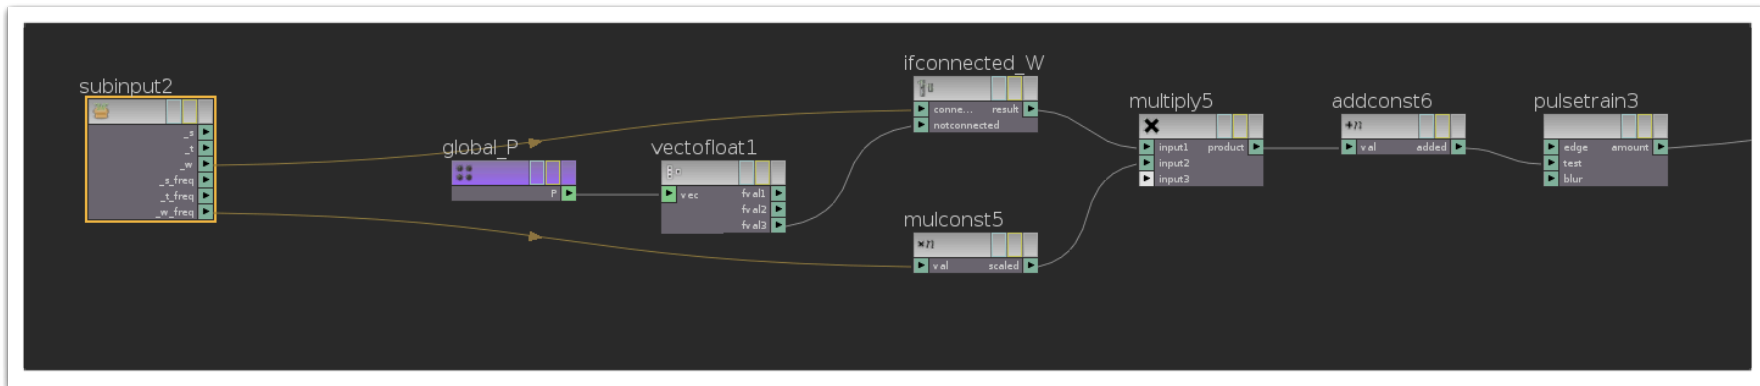 subinput2
_s
_t
_w
_s_freq
_t_freq
_w_freq
global_P
P
vectofloat1
vec
fval1
fval2
fval3
ifconnected_W
conne... result
notconnected
mulconst5
×n
val scaled
multiply5
input1 product
input2
input3
addconst6
+n
val added
pulsetrain3
edge amount
test
blur